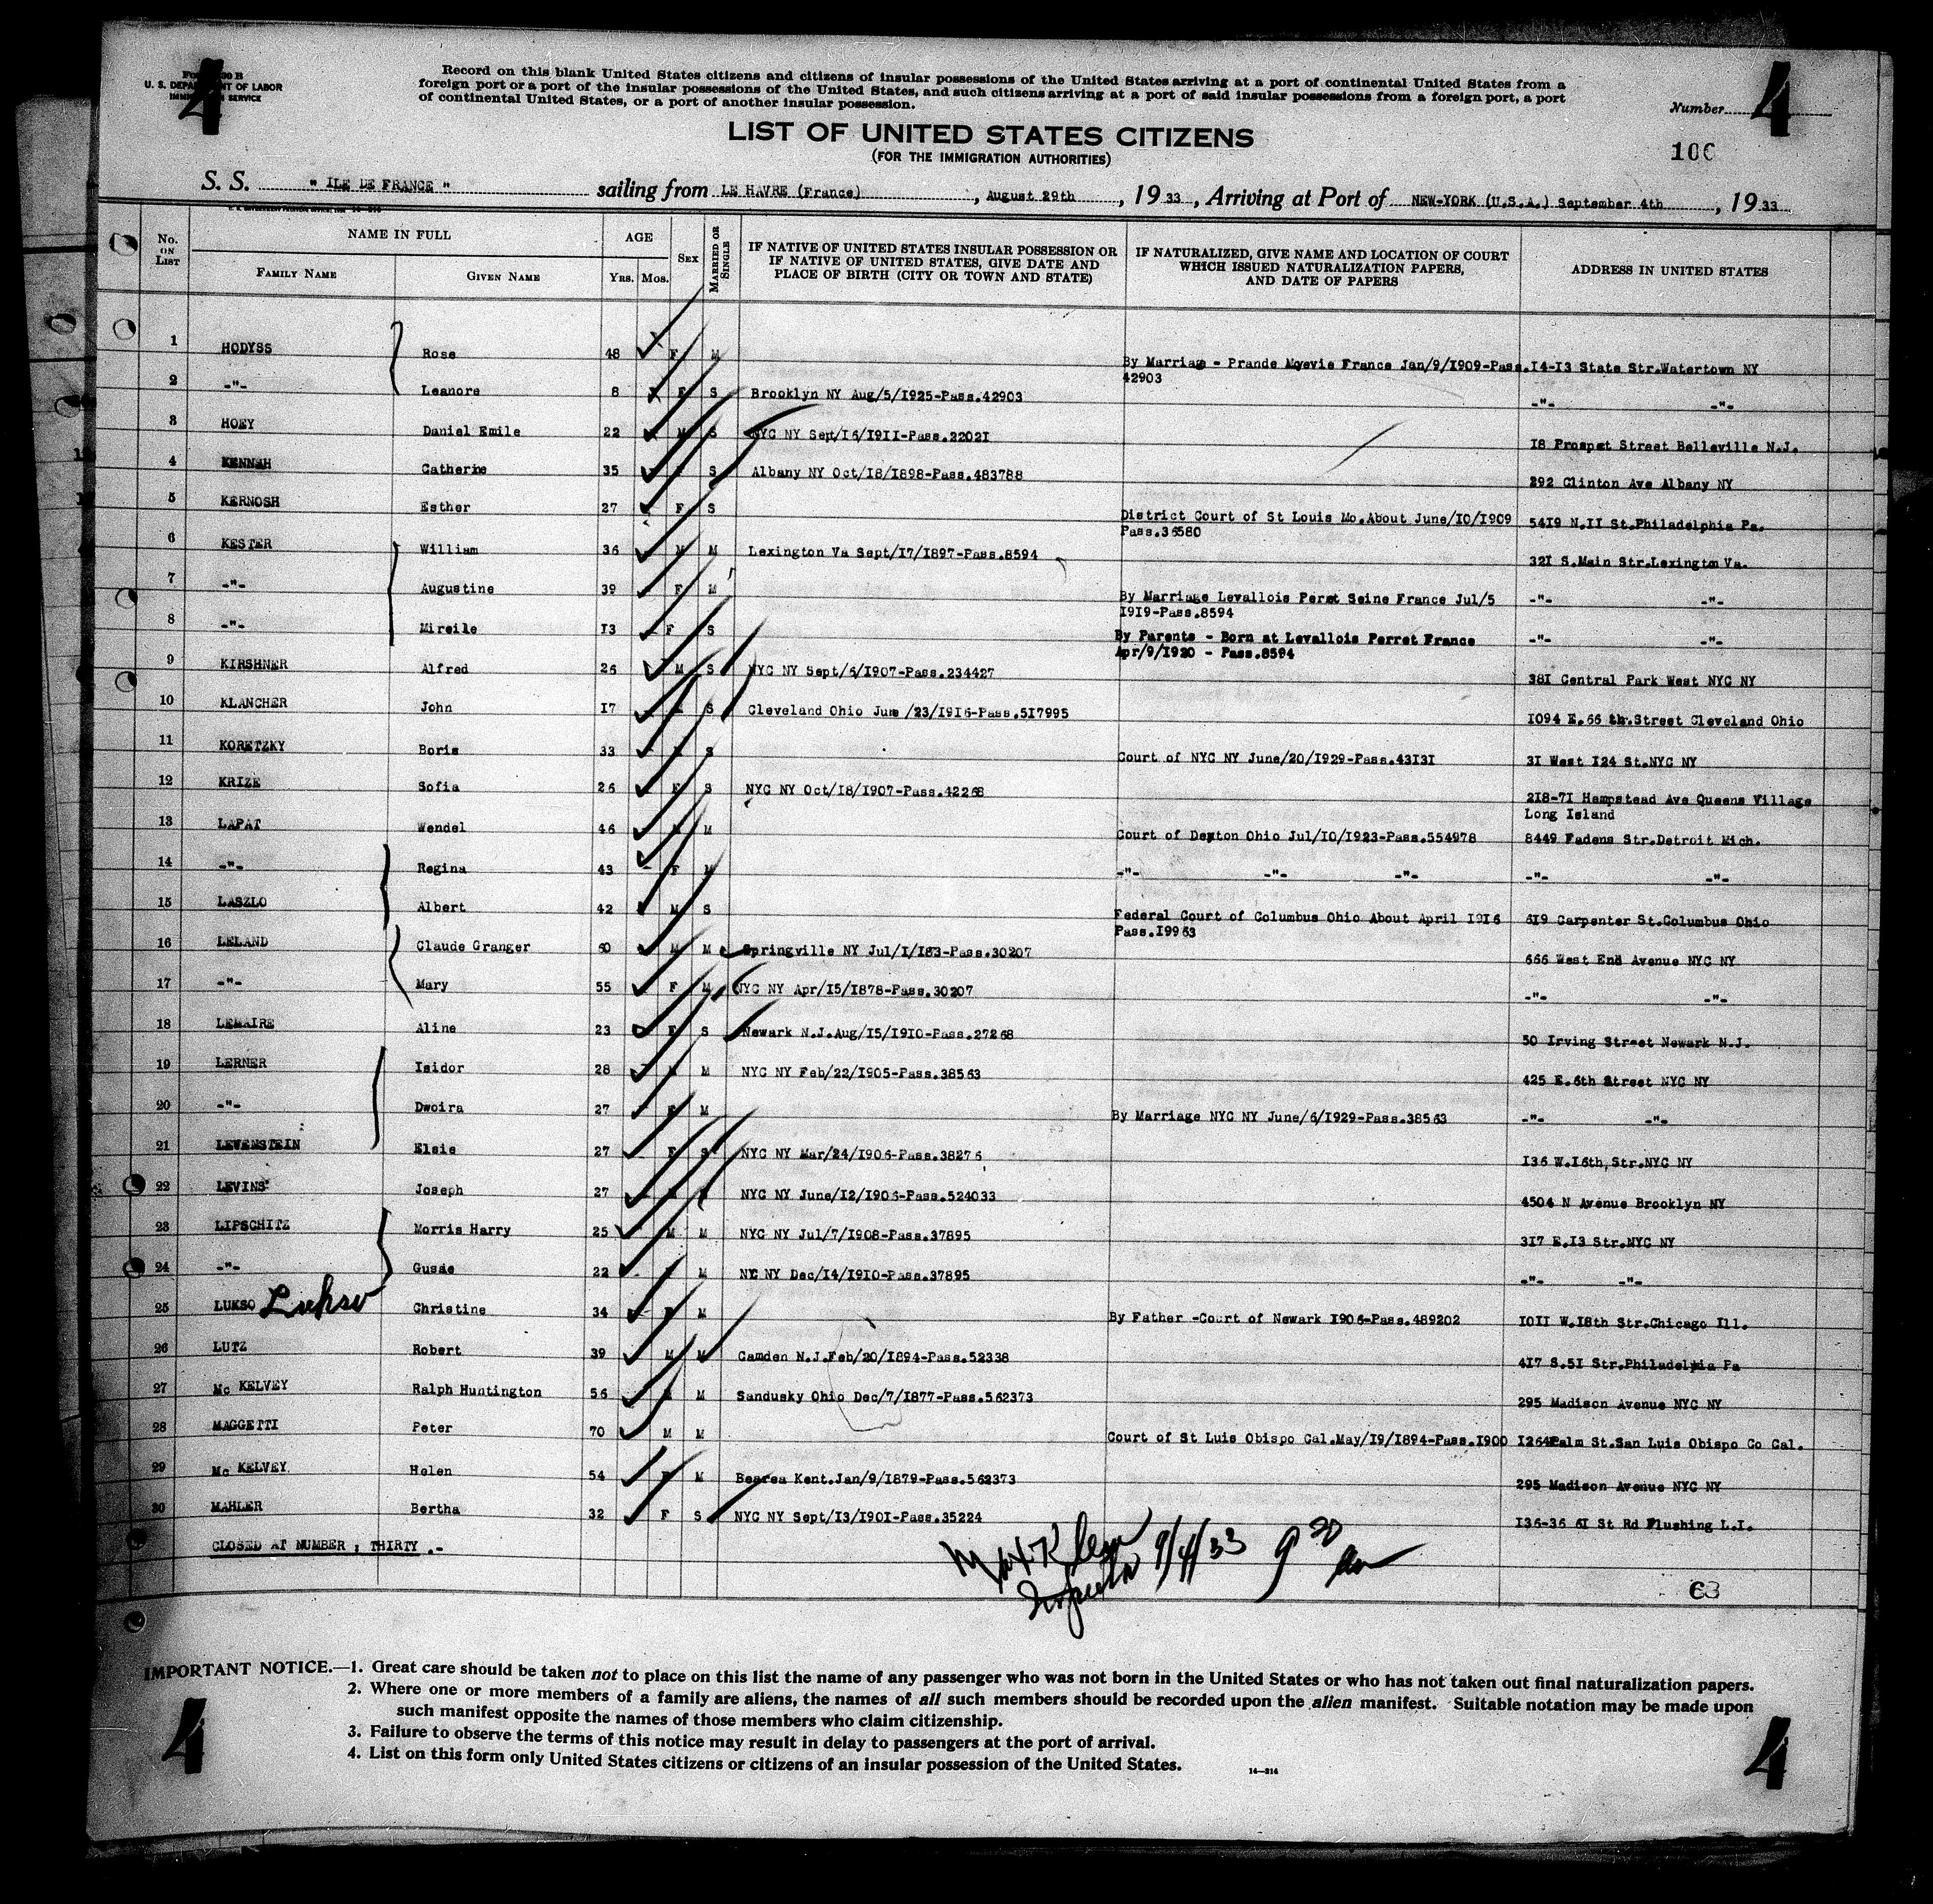 4
U. S. DEPARTMENT OF LABOR
IMMIGRATION SERVICE
Record on this blank United States citizens and citizens of insular possessions of the United States arriving at a port of continental United States from a
foreign port or a port of the insular possessions of the United States, and such citizens arriving at a port of said insular possessions from a foreign port, a port
of continental United States, or a port of another insular possession.
Number 4
LIST OF UNITED STATES CITIZENS
(FOR THE IMMIGRATION AUTHORITIES)
106
S. S. " ILE DE FRANCE " sailing from LE HAVRE (France), August 29th, 1933, Arriving at Port of NEW-YORK (U.S.A.) September 4th, 1933
No. ON LIST NAME IN FULL FAMILY NAME GIVEN NAME AGE Yrs. Mos. SEX MARRIED OR SINGLE IF NATIVE OF UNITED STATES INSULAR POSSESSION OR IF NATIVE OF UNITED STATES, GIVE DATE AND PLACE OF BIRTH (CITY OR TOWN AND STATE) IF NATURALIZED, GIVE NAME AND LOCATION OF COURT WHICH ISSUED NATURALIZATION PAPERS, AND DATE OF PAPERS ADDRESS IN UNITED STATES
1 HODYSS Rose 48 F M By Marriage - Prande Myevie France Jan/9/1909-Pass. 14-13 State Str.Watertown NY
42903
2 -"- Leanore 8 F S Brooklyn NY Aug/5/1925-Pass.42903 -"- -"-
3 HOEY Daniel Emile 22 M S NYC NY Sept/16/1911-Pass.22021 18 Prospet Street Belleville N.J.
4 KENNAH Catherine 35 S Albany NY Oct/18/1898-Pass.483788 292 Clinton Ave Albany NY
5 KERNOSH Esther 27 F S District Court of St Louis Mo.About June/10/1909 5419 N.11 St.Philadelphia Pa.
Pass.36580
6 KESTER William 36 M M Lexington Va Sept/17/1897-Pass.8594 321 S.Main Str.Lexington Va.
7 -"- Augustine 39 F M By Marriage Levallois Perret Seine France Jul/5 -"- -"-
1919-Pass.8594
8 -"- Mireile 13 F S By Parents - Born at Levallois Perret France -"- -"-
Apr/9/1920 - Pass.8594
9 KIRSHNER Alfred 26 M S NYC NY Sept/6/1907-Pass.234427 381 Central Park West NYC NY
10 KLANCHER John 17 S Cleveland Ohio June /23/1916-Pass.517995 1094 E.66 th.Street Cleveland Ohio
11 KORETZKY Boris 33 S Court of NYC NY June/20/1929-Pass.43131 31 West 124 St.NYC NY
12 KRIZE Sofia 26 F S NYC NY Oct/18/1907-Pass.42268 218-71 Hempstead Ave Queens Village
Long Island
13 LAPAT Wendel 46 M Court of Dayton Ohio Jul/10/1923-Pass.554978 8449 Fadens Str.Detroit Mich.
14 -"- Regina 43 F M -"- -"- -"- -"- -"-
15 LASZLO Albert 42 M S Federal Court of Columbus Ohio About April 1916 619 Carpenter St.Columbus Ohio
Pass.19963
16 LELAND Claude Granger 60 M M Springville NY Jul/1/183-Pass.30207 666 West End Avenue NYC NY
17 -"- Mary 55 F M NYC NY Apr/15/1878-Pass.30207 -"- -"-
18 LEMAIRE Aline 23 F S Newark N.J.Aug/15/1910-Pass.27268 50 Irving Street Newark N.J.
19 LERNER Isidor 28 M NYC NY Feb/22/1905-Pass.38563 425 E.6th Street NYC NY
20 -"- Dwoira 27 F M By Marriage NYC NY June/6/1929-Pass.38563 -"- -"-
21 LEVENSTEIN Elsie 27 F S NYC NY Mar/24/1906-Pass.38276 136 W.16th,Str.NYC NY
22 LEVINS Joseph 27 NYC NY June/12/1906-Pass.524033 4504 N Avenue Brooklyn NY
23 LIPSCHITZ Morris Harry 25 M M NYC NY Jul/7/1908-Pass.37895 317 E.13 Str.NYC NY
24 -"- Gussie 22 M NYC NY Dec/14/1910-Pass.37895 -"- -"-
25 LUKSO Lukso Christine 34 F M By Father -Court of Newark 1906-Pass.489202 1011 W.18th Str.Chicago Ill.
26 LUTZ Robert 39 M M Camden N.J.Feb/20/1894-Pass.52338 417 S.51 Str.Philadelphia Pa
27 Mc KELVEY Ralph Huntington 56 M Sandusky Ohio Dec/7/1877-Pass.562373 295 Madison Avenue NYC NY
28 MAGGETTI Peter 70 M M Court of St Luis Obispo Cal.May/19/1894-Pass.1900 1264 Palm St.San Luis Obispo Co Cal.
29 Mc KELVEY Helen 54 F M Bearea Kent.Jan/9/1879-Pass.562373 295 Madison Avenue NYC NY
30 MAHLER Bertha 32 F S NYC NY Sept/13/1901-Pass.35224 136-36 61 St Rd Flushing L.I.
CLOSED AT NUMBER ; THIRTY .-
Max Klein 9/4/33 9 30 am
Inspector
63
IMPORTANT NOTICE.—1. Great care should be taken not to place on this list the name of any passenger who was not born in the United States or who has not taken out final naturalization papers.
2. Where one or more members of a family are aliens, the names of all such members should be recorded upon the alien manifest. Suitable notation may be made upon
such manifest opposite the names of those members who claim citizenship.
3. Failure to observe the terms of this notice may result in delay to passengers at the port of arrival.
4. List on this form only United States citizens or citizens of an insular possession of the United States.
14—214
4 4